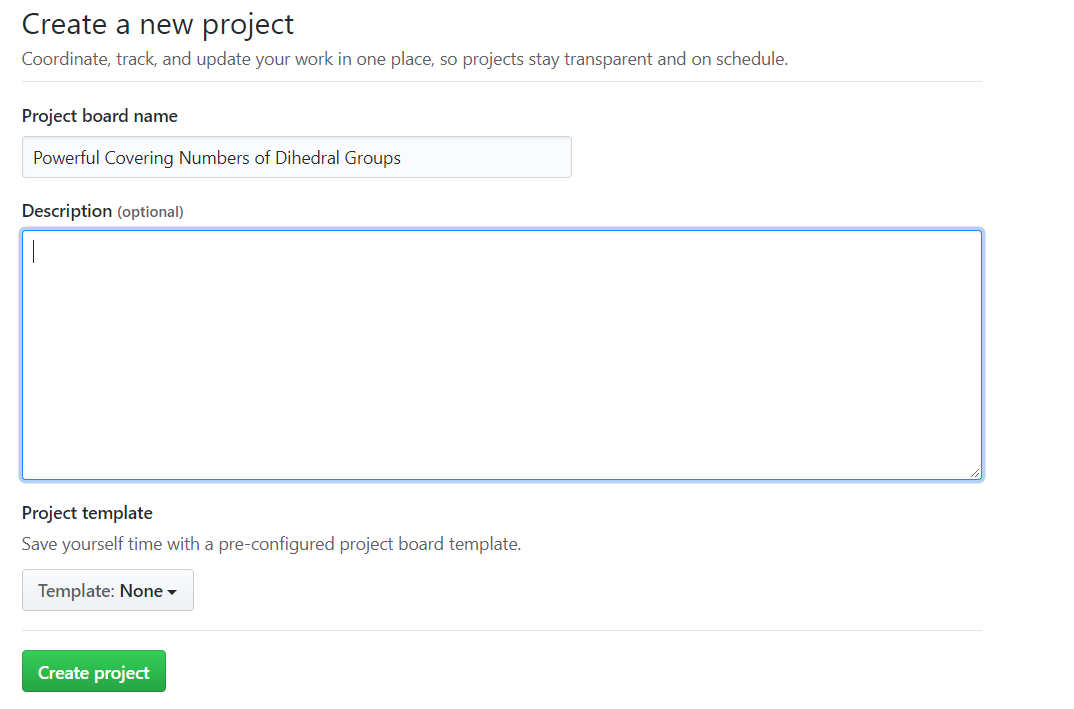 Create a new project
Coordinate, track, and update your work in one place, so projects stay transparent and on schedule.
Project board name
Powerful Covering Numbers of Dihedral Groups
Description (optional)
Project template
Save yourself time with a pre-configured project board template.
Template: None
Create project